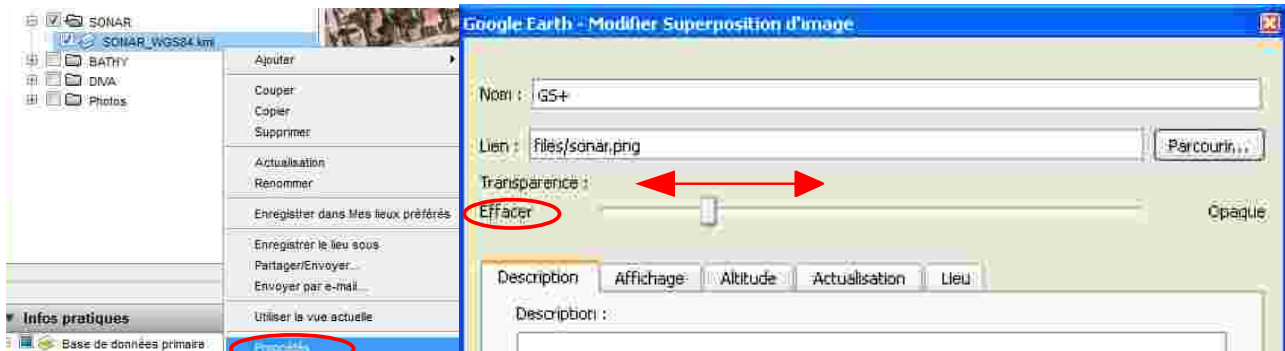 SONAR
SONAR_WGS84.kml
BATHY
DIVA
Photos
Infos pratiques
Base de données primaire
Ajouter
Couper
Copier
Supprimer
Actualisation
Renommer
Enregistrer dans Mes lieux préférés
Enregistrer le lieu sous
Partager/Envoyer...
Envoyer par e-mail...
Utiliser la vue actuelle
Propriétés
Google Earth - Modifier Superposition d'image
Nom : GS+
Lien : files/sonar.png Parcourir...
Transparence :
Effacer Opaque
Description Affichage Altitude Actualisation Lieu
Description :